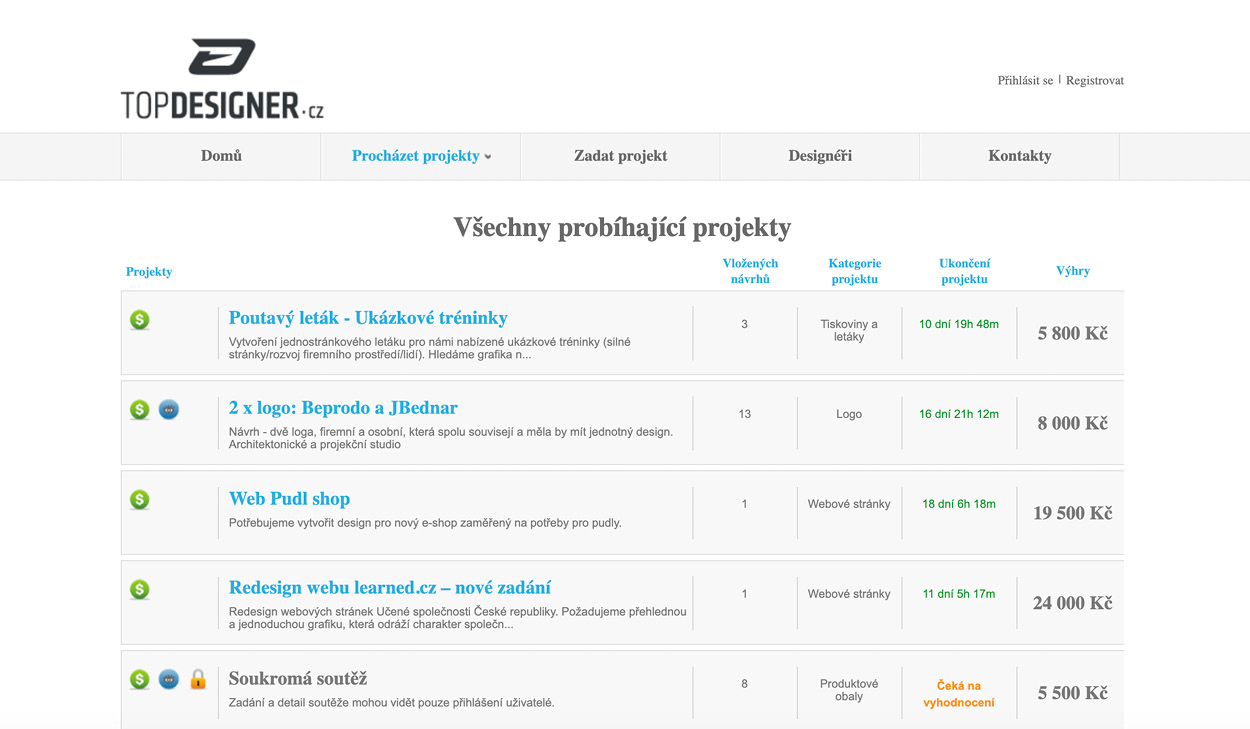 TOPDESIGNER.CZ
Přihlásit se | Registrovat
Domů
Procházet projekty
Zadat projekt
Designéři
Kontakty
Všechny probíhající projekty
Projekty
Vložených
návrhů
Kategorie
projektu
Ukončení
projektu
Výhry
Poutavý leták - Ukázkové tréninky
Vytvoření jednostránkového letáku pro námi nabízené ukázkové tréninky (silné
stránky/rozvoj firemního prostředí/lidí). Hledáme grafika n...
3
Tiskoviny a
letáky
10 dní 19h 48m
5 800 Kč
2 x logo: Beprodo a JBednar
Návrh - dvě loga, firemní a osobní, která spolu souvisejí a měla by mít jednotný design.
Architektonické a projekční studio
13
Logo
16 dní 21h 12m
8 000 Kč
Web Pudl shop
Potřebujeme vytvořit design pro nový e-shop zaměřený na potřeby pro pudly.
1
Webové stránky
18 dní 6h 18m
19 500 Kč
Redesign webu learned.cz – nové zadání
Redesign webových stránek Učené společnosti České republiky. Požadujeme přehlednou
a jednoduchou grafiku, která odráží charakter společn...
1
Webové stránky
11 dní 5h 17m
24 000 Kč
Soukromá soutěž
Zadání a detail soutěže mohou vidět pouze přihlášení uživatelé.
8
Produktové
obaly
Čeká na
vyhodnocení
5 500 Kč